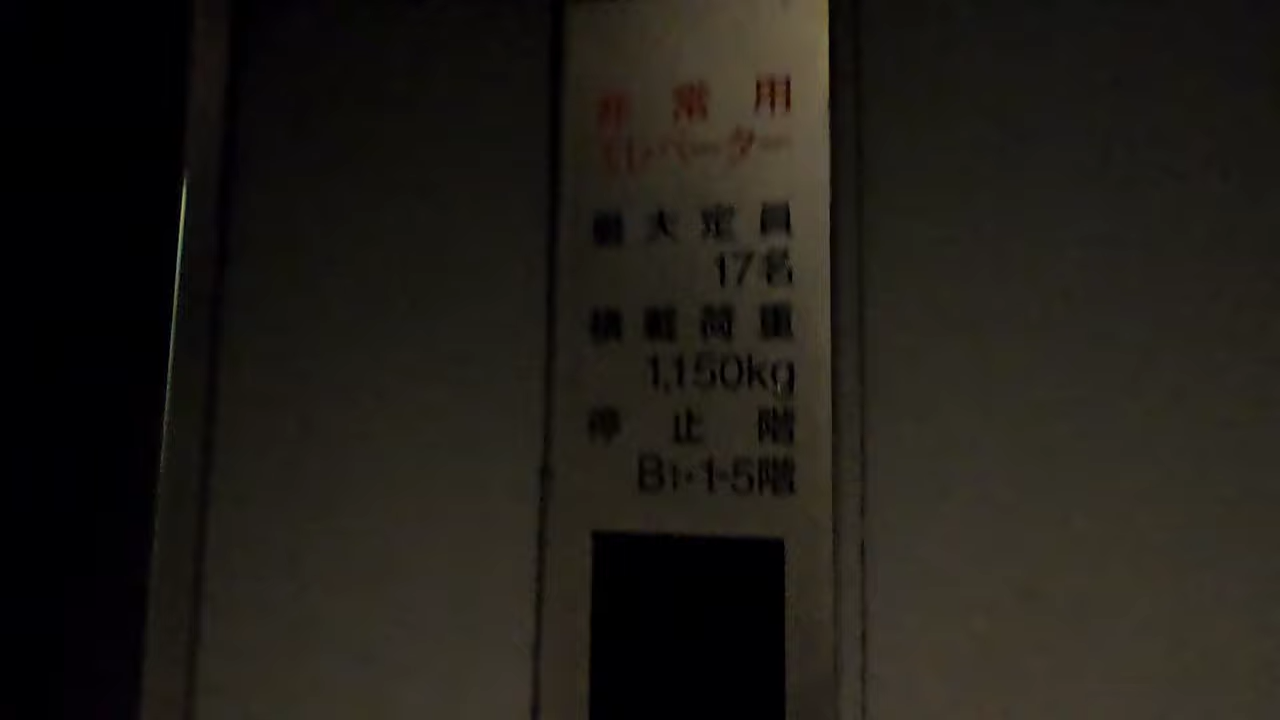 非常用
エレベーター
最大定員
17名
積載荷重
1,150kg
停止階
B1・1-5階